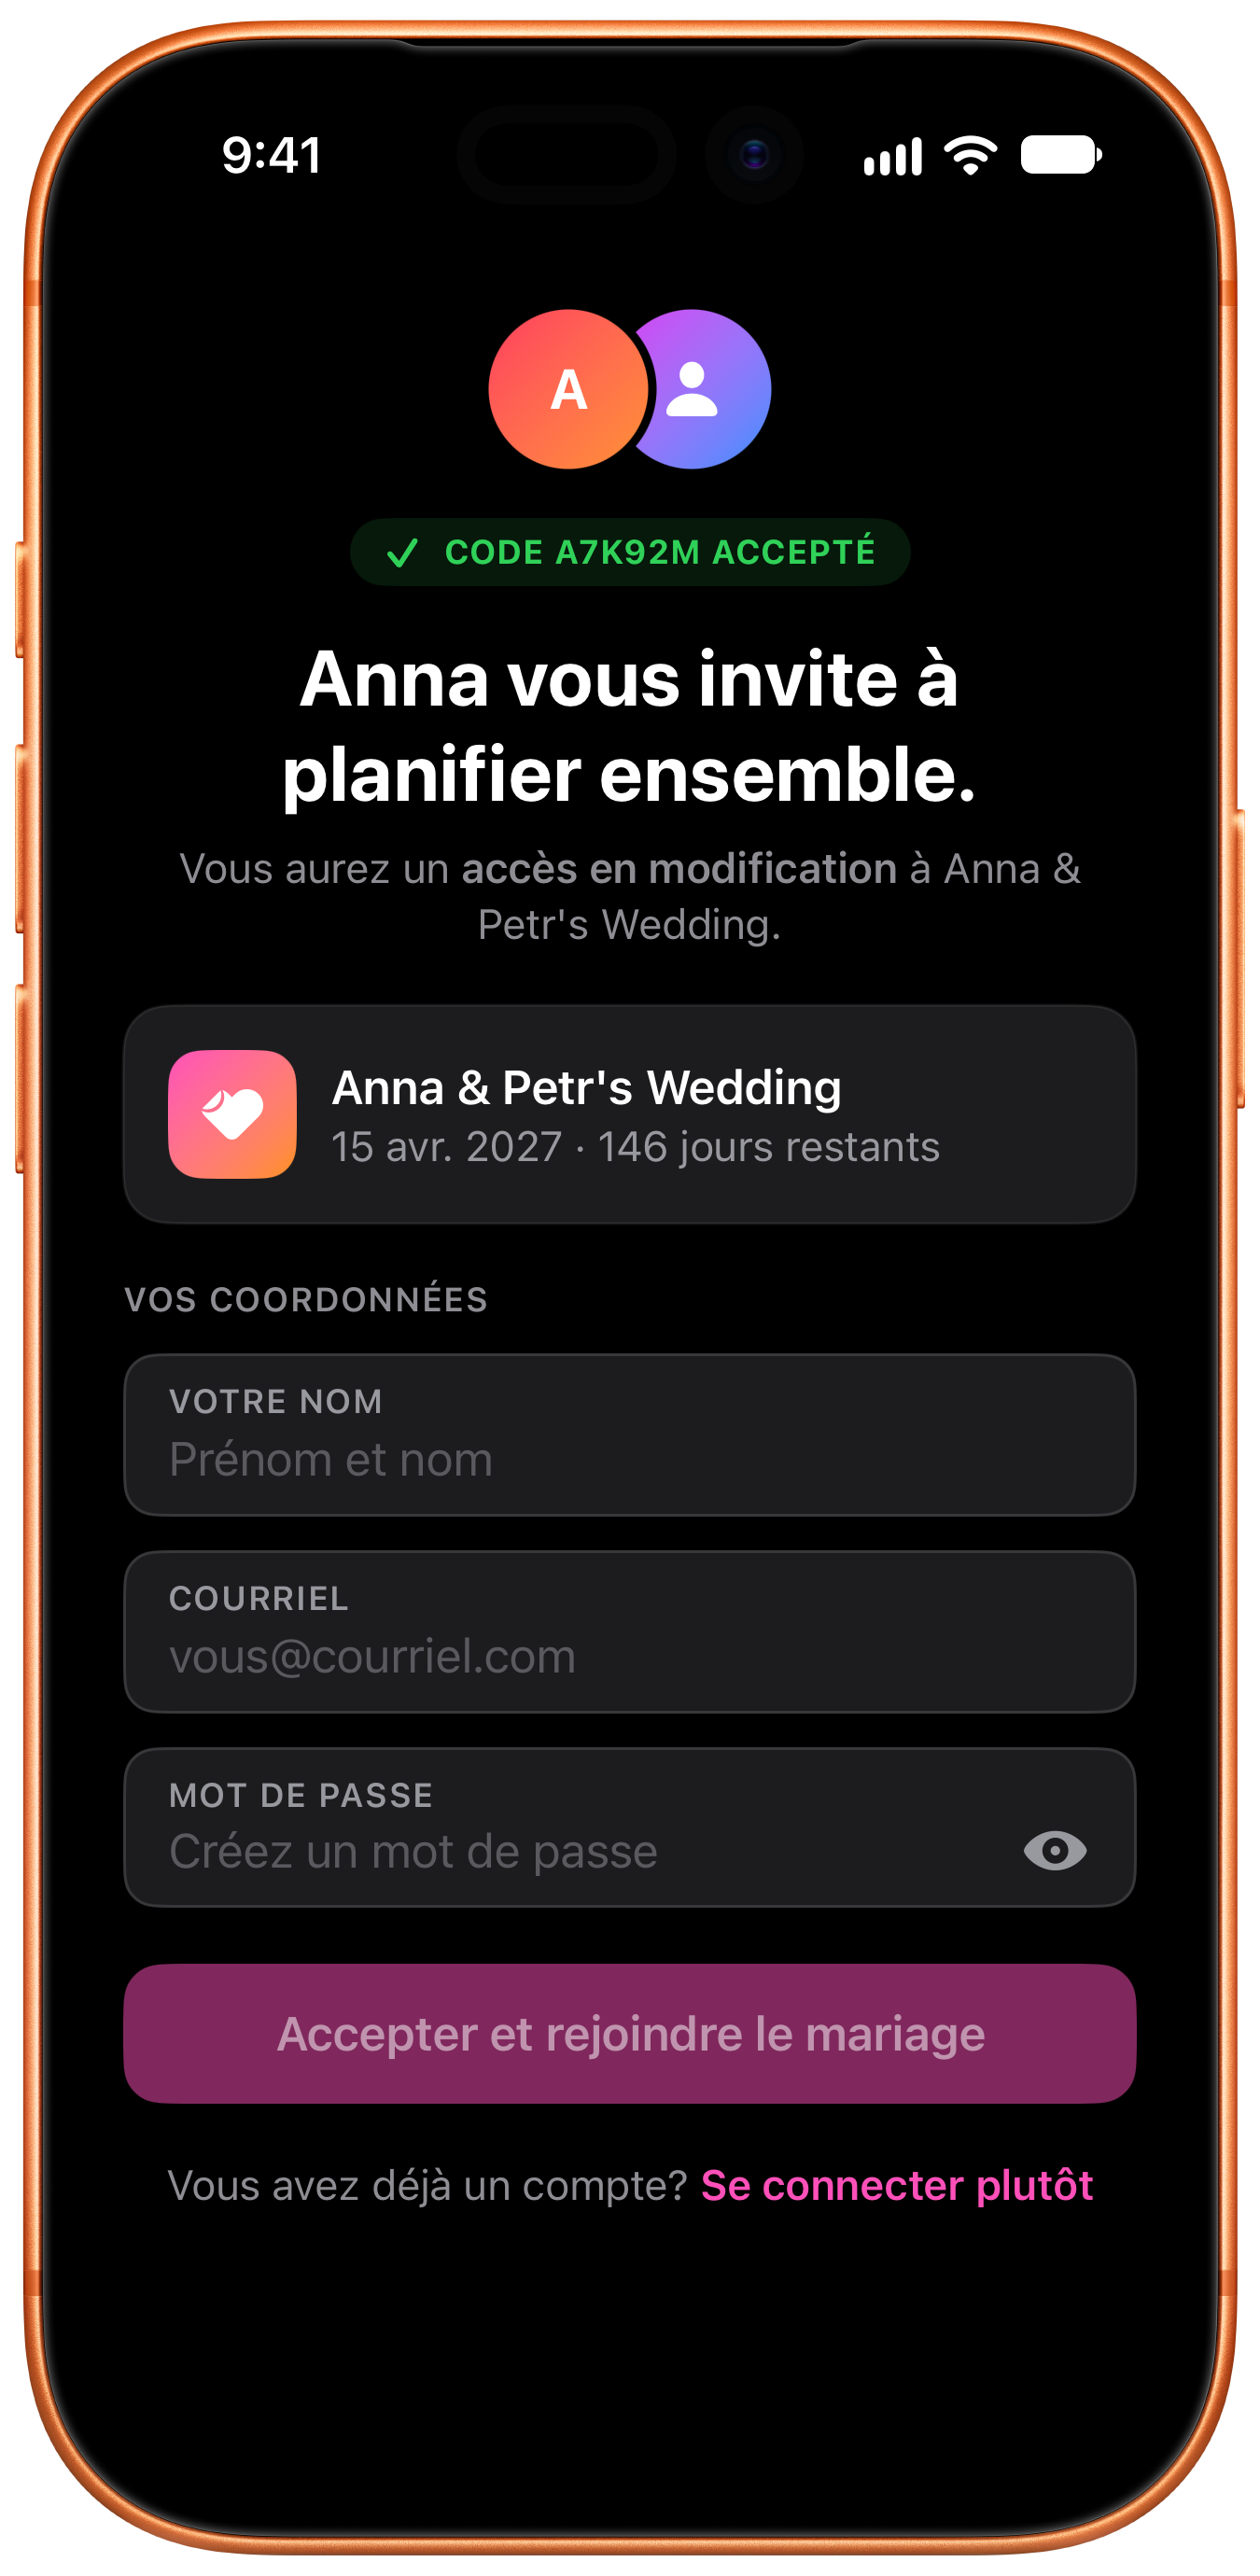 9:41
A
CODE A7K92M ACCEPTÉ
Anna vous invite à
planifier ensemble.
Vous aurez un accès en modification à Anna &
Petr's Wedding.
Anna & Petr's Wedding
15 avr. 2027 · 146 jours restants
VOS COORDONNÉES
VOTRE NOM
Prénom et nom
COURRIEL
vous@courriel.com
MOT DE PASSE
Créez un mot de passe
Accepter et rejoindre le mariage
Vous avez déjà un compte? Se connecter plutôt